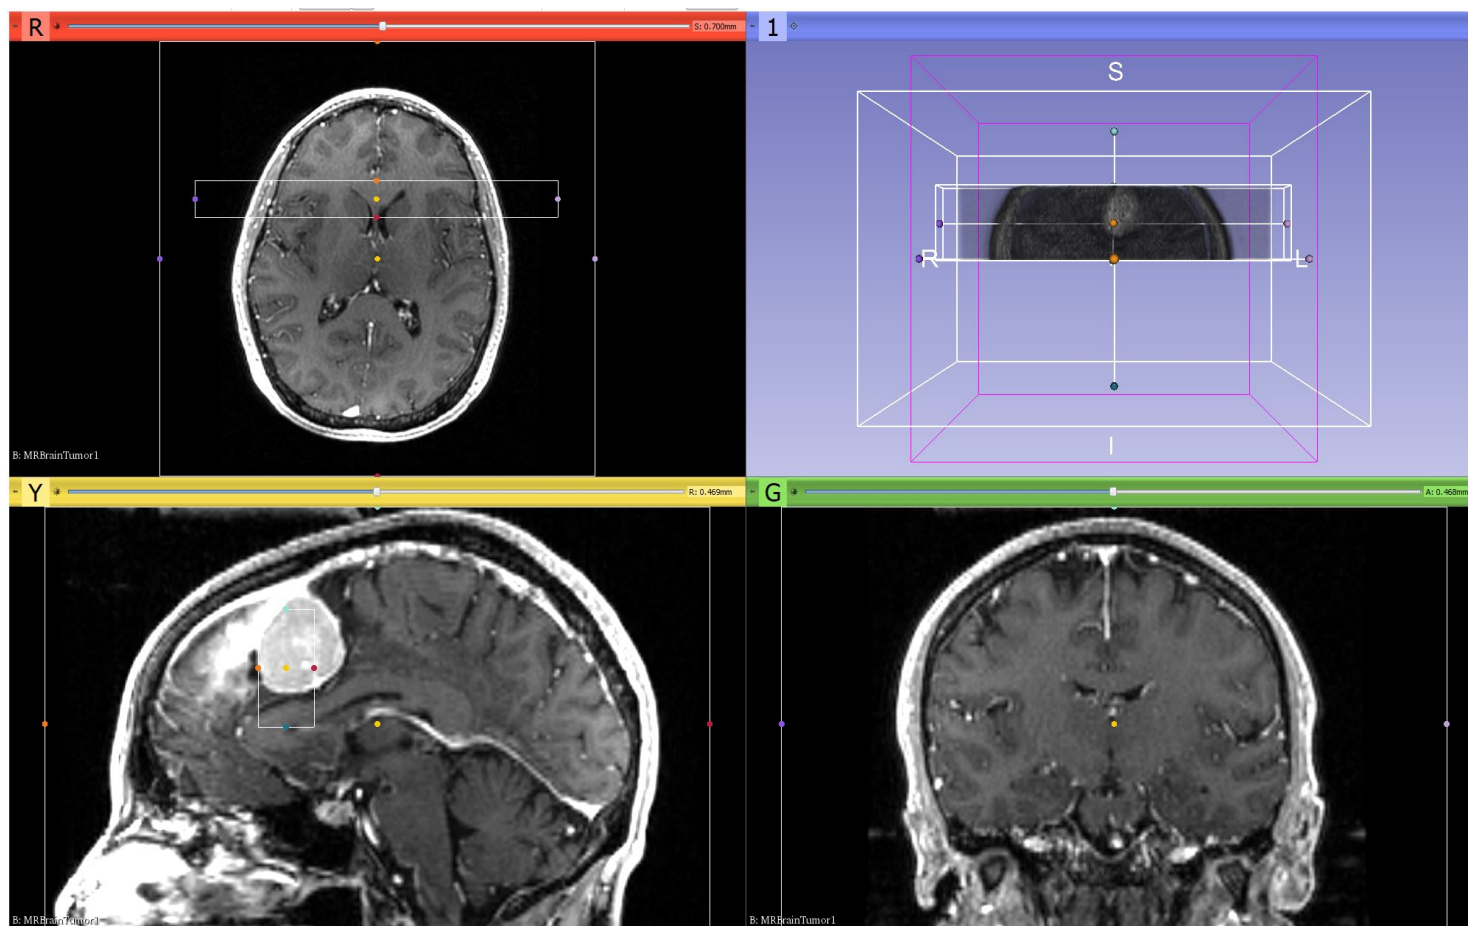 R
S: 0.700mm
1
S
R
L
I
B: MRBrainTumor1
Y
R: 0.469mm
G
A: 0.468mm
B: MRBrainTumor1
B: MRBrainTumor1